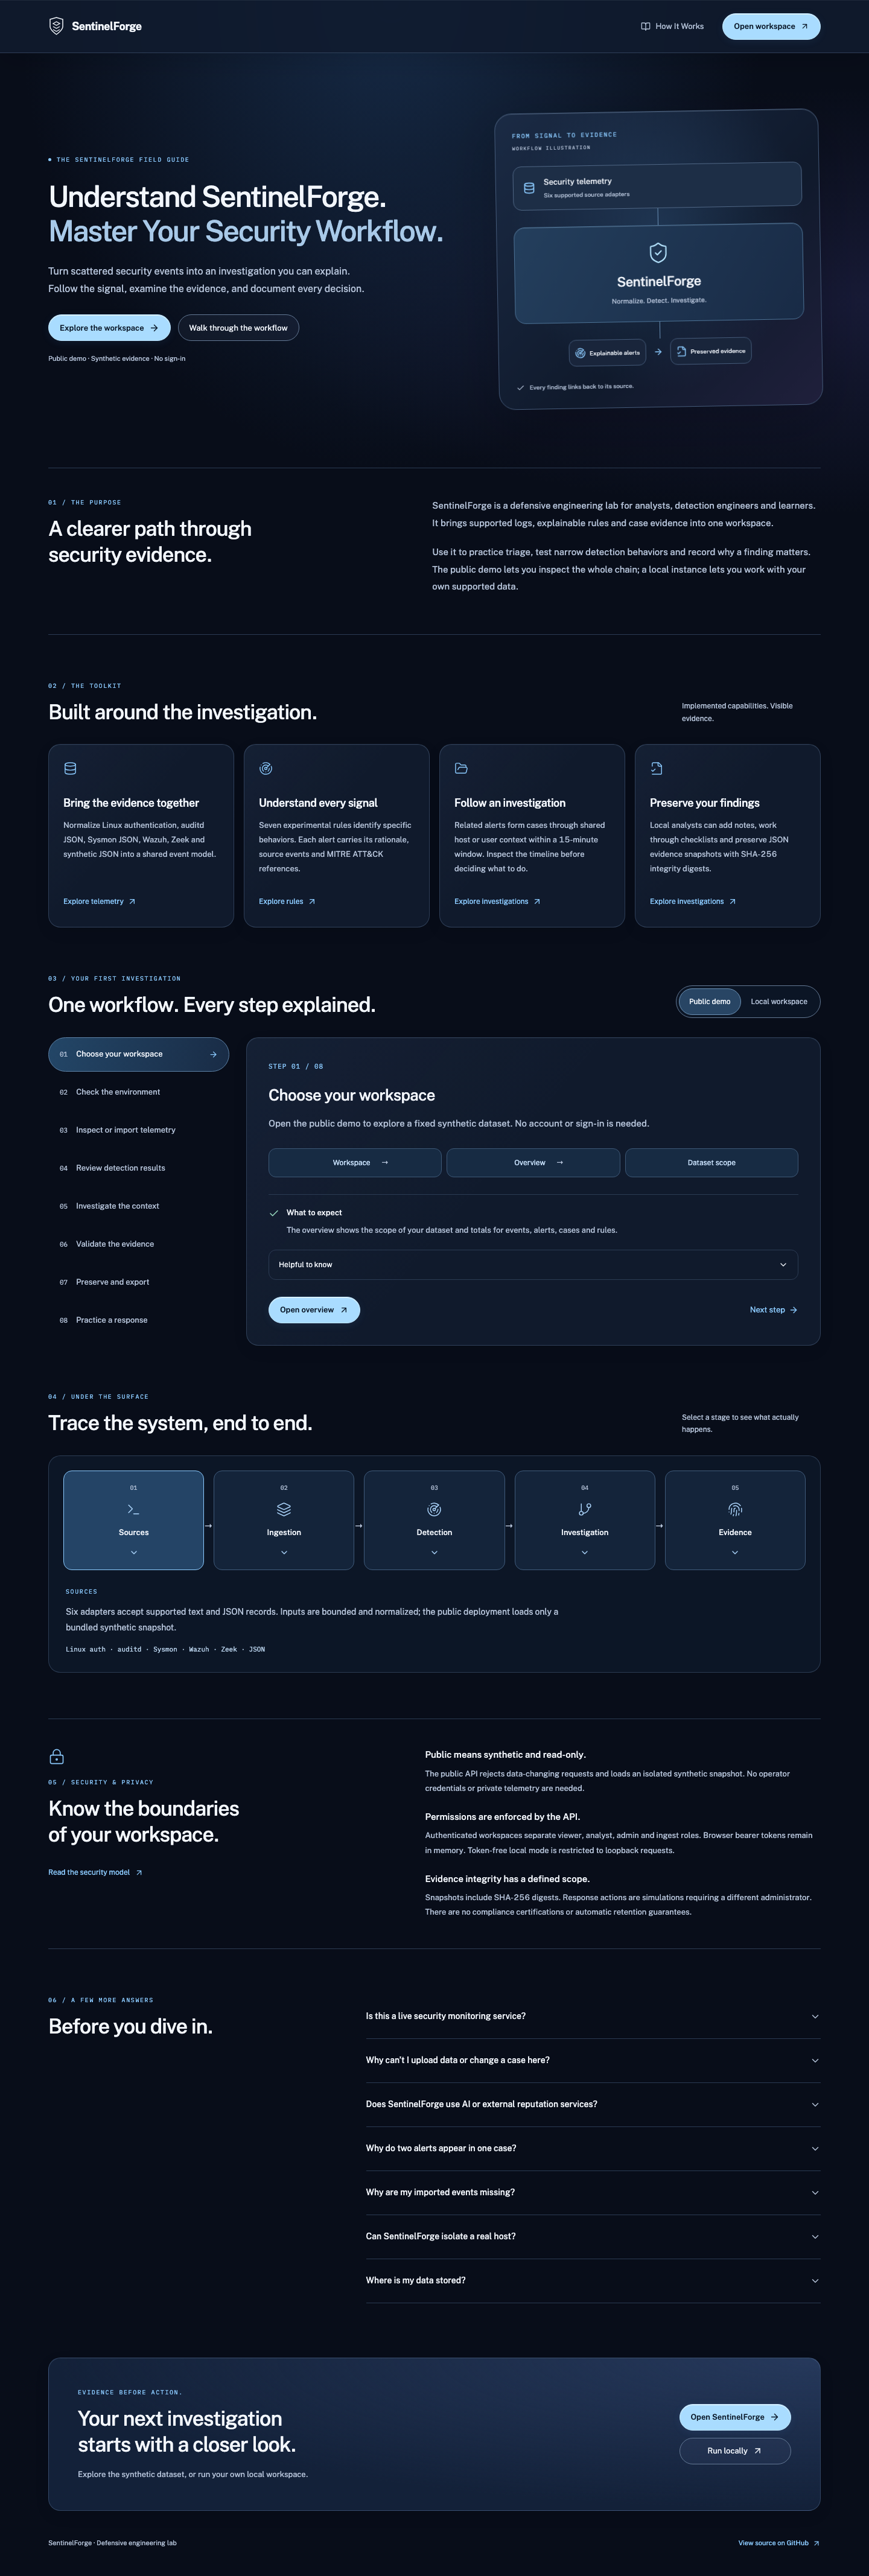 SentinelForge
How It Works
Open workspace
THE SENTINELFORGE FIELD GUIDE
Understand SentinelForge.
Master Your Security Workflow.
Turn scattered security events into an investigation you can explain.
Follow the signal, examine the evidence, and document every decision.
Explore the workspace
Walk through the workflow
Public demo · Synthetic evidence · No sign-in
FROM SIGNAL TO EVIDENCE
WORKFLOW ILLUSTRATION
Security telemetry
Six supported source adapters
SentinelForge
Normalize. Detect. Investigate.
Explainable alerts
Preserved evidence
Every finding links back to its source.
01 / THE PURPOSE
A clearer path through
security evidence.
SentinelForge is a defensive engineering lab for analysts, detection engineers and learners.
It brings supported logs, explainable rules and case evidence into one workspace.
Use it to practice triage, test narrow detection behaviors and record why a finding matters.
The public demo lets you inspect the whole chain; a local instance lets you work with your
own supported data.
02 / THE TOOLKIT
Built around the investigation.
Implemented capabilities. Visible
evidence.
Bring the evidence together
Normalize Linux authentication, auditd
JSON, Sysmon JSON, Wazuh, Zeek and
synthetic JSON into a shared event model.
Explore telemetry
Understand every signal
Seven experimental rules identify specific
behaviors. Each alert carries its rationale,
source events and MITRE ATT&CK
references.
Explore rules
Follow an investigation
Related alerts form cases through shared
host or user context within a 15-minute
window. Inspect the timeline before
deciding what to do.
Explore investigations
Preserve your findings
Local analysts can add notes, work
through checklists and preserve JSON
evidence snapshots with SHA-256
integrity digests.
Explore investigations
03 / YOUR FIRST INVESTIGATION
One workflow. Every step explained.
Public demo
Local workspace
01 Choose your workspace
02 Check the environment
03 Inspect or import telemetry
04 Review detection results
05 Investigate the context
06 Validate the evidence
07 Preserve and export
08 Practice a response
STEP 01 / 08
Choose your workspace
Open the public demo to explore a fixed synthetic dataset. No account or sign-in is needed.
Workspace →
Overview →
Dataset scope
What to expect
The overview shows the scope of your dataset and totals for events, alerts, cases and rules.
Helpful to know
Open overview
Next step
04 / UNDER THE SURFACE
Trace the system, end to end.
Select a stage to see what actually
happens.
01
Sources
→
02
Ingestion
→
03
Detection
→
04
Investigation
→
05
Evidence
SOURCES
Six adapters accept supported text and JSON records. Inputs are bounded and normalized; the public deployment loads only a
bundled synthetic snapshot.
Linux auth · auditd · Sysmon · Wazuh · Zeek · JSON
05 / SECURITY & PRIVACY
Know the boundaries
of your workspace.
Read the security model
Public means synthetic and read-only.
The public API rejects data-changing requests and loads an isolated synthetic snapshot. No operator
credentials or private telemetry are needed.
Permissions are enforced by the API.
Authenticated workspaces separate viewer, analyst, admin and ingest roles. Browser bearer tokens remain
in memory. Token-free local mode is restricted to loopback requests.
Evidence integrity has a defined scope.
Snapshots include SHA-256 digests. Response actions are simulations requiring a different administrator.
There are no compliance certifications or automatic retention guarantees.
06 / A FEW MORE ANSWERS
Before you dive in.
Is this a live security monitoring service?
Why can't I upload data or change a case here?
Does SentinelForge use AI or external reputation services?
Why do two alerts appear in one case?
Why are my imported events missing?
Can SentinelForge isolate a real host?
Where is my data stored?
EVIDENCE BEFORE ACTION.
Your next investigation
starts with a closer look.
Explore the synthetic dataset, or run your own local workspace.
Open SentinelForge
Run locally
SentinelForge · Defensive engineering lab
View source on GitHub